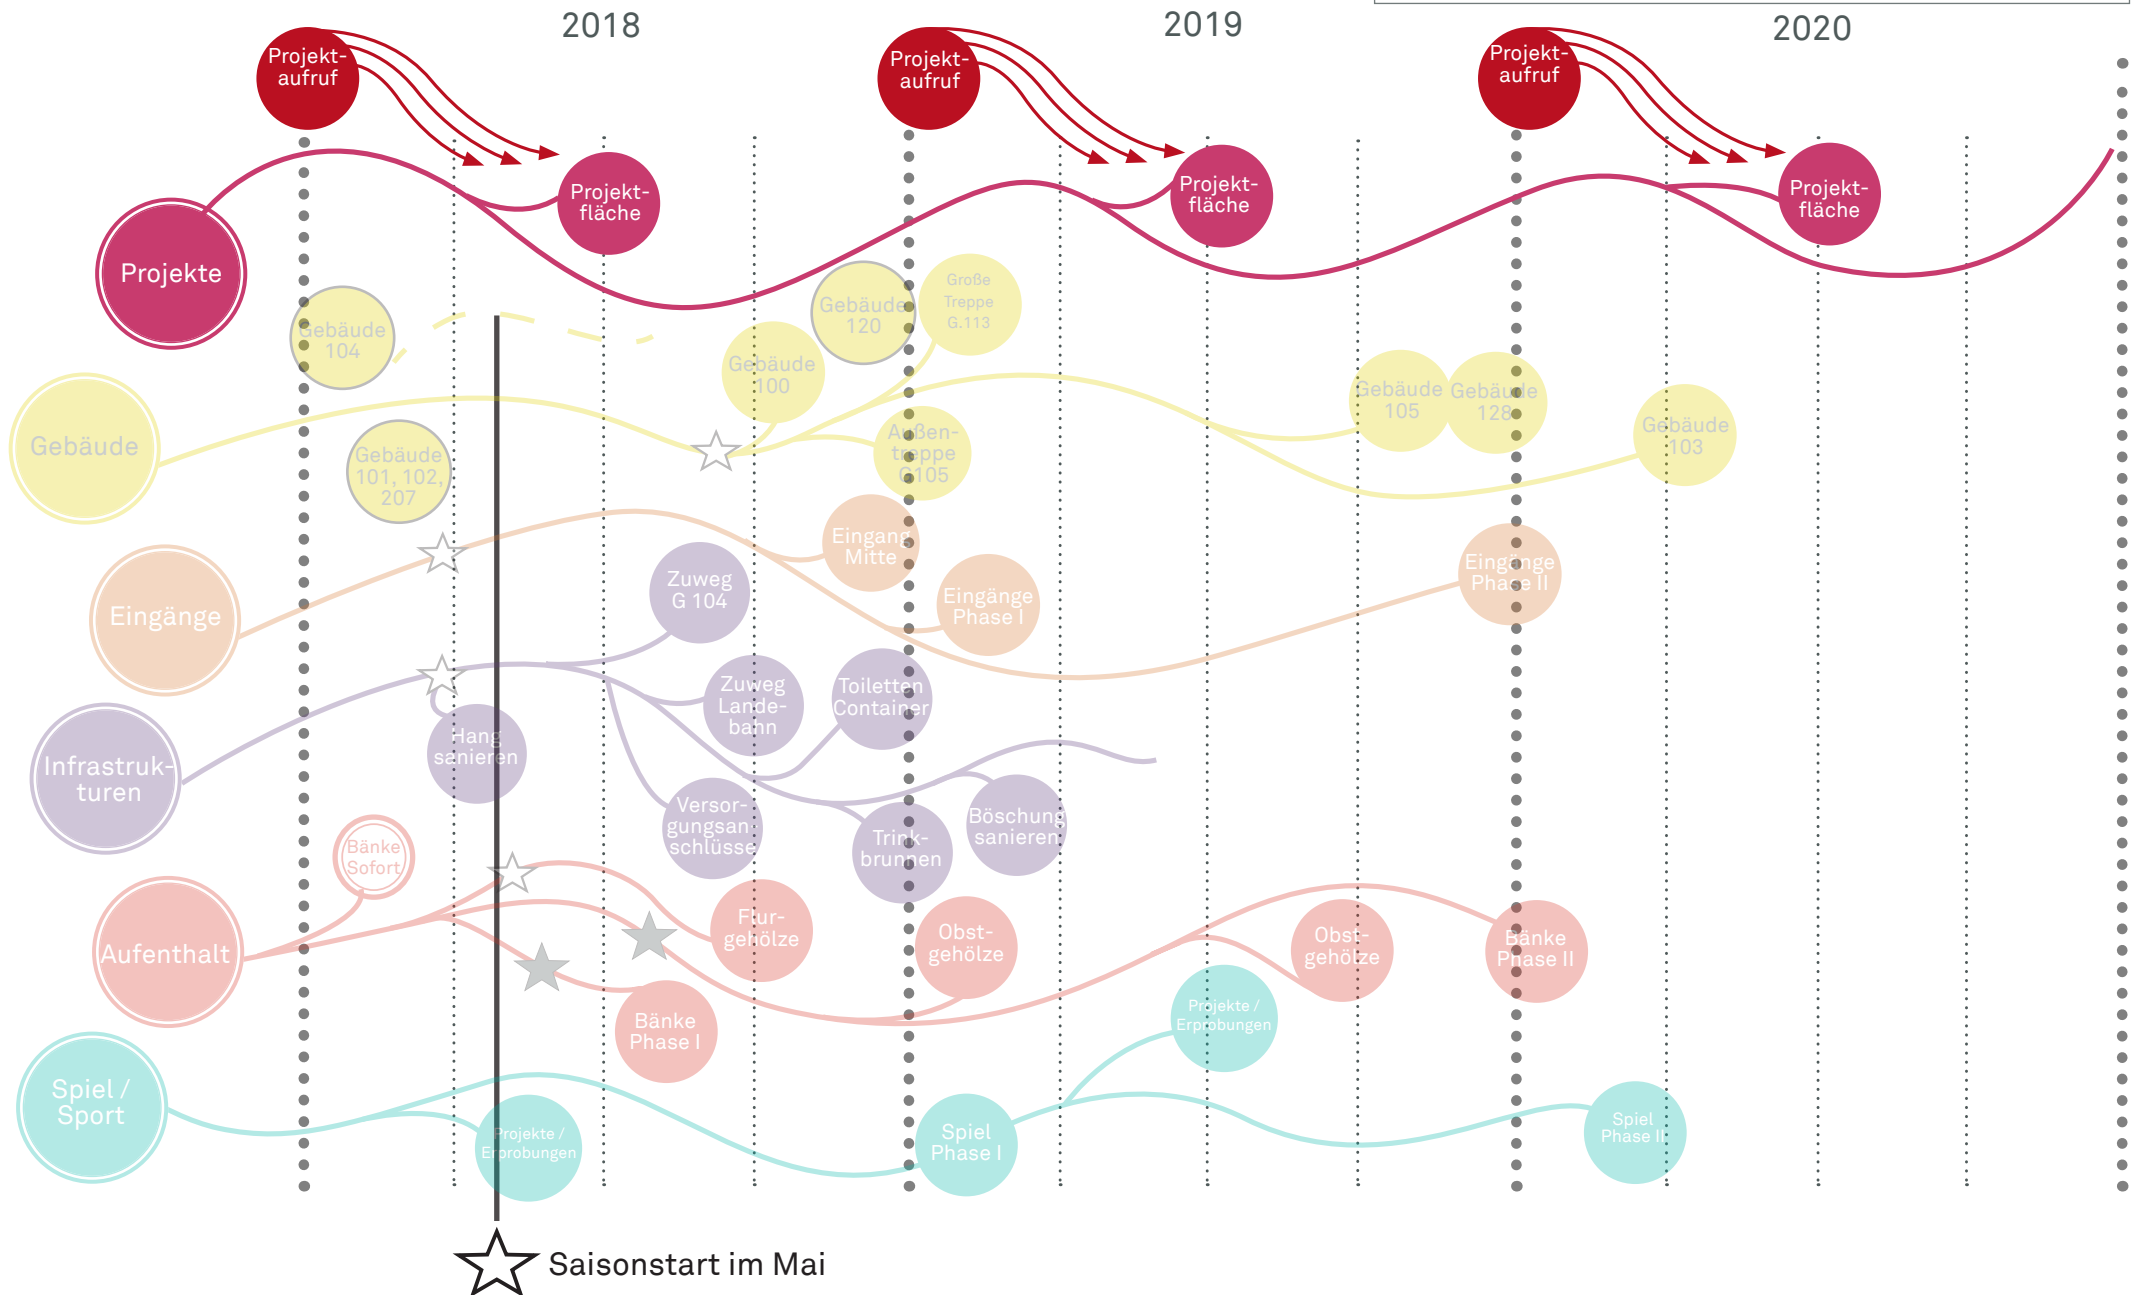 2018
2019
2020
Projekt-
aufruf
Projekt-
aufruf
Projekt-
aufruf
Projekt-
fläche
Projekt-
fläche
Projekt-
fläche
Projekte
Gebäude
104
Gebäude
120
Große
Treppe
G.113
Gebäude
100
Gebäude
105
Gebäude
128
Gebäude
103
Gebäude
Gebäude
101, 102,
207
Außen-
treppe
G105
Eingang
Mitte
Eingänge
Phase I
Eingänge
Phase II
Eingänge
Zuweg
G 104
Zuweg
Lande-
bahn
Toiletten
Container
Hang
sanieren
Infrastruk-
turen
Versor-
gungsan-
schlüsse
Trink-
brunnen
Böschung
sanieren
Bänke
Sofort
Flur-
gehölze
Obst-
gehölze
Obst-
gehölze
Bänke
Phase II
Aufenthalt
Bänke
Phase I
Projekte /
Erprobungen
Spiel /
Sport
Projekte /
Erprobungen
Spiel
Phase I
Spiel
Phase II
Saisonstart im Mai